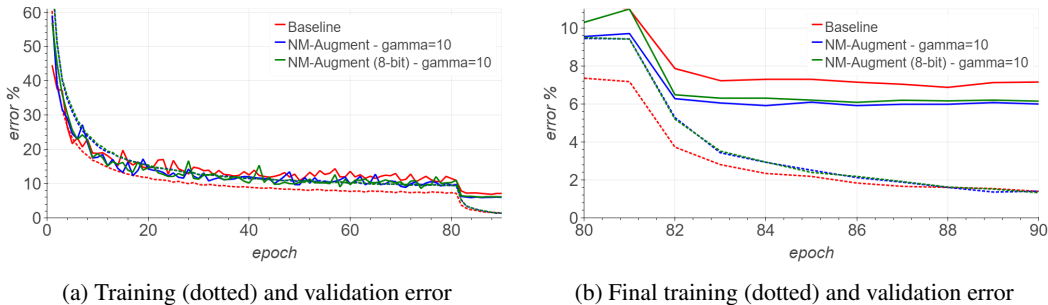 60
50
40
30
20
10
0
error %
0
20
40
60
80
epoch
Baseline
NM-Augment - gamma=10
NM-Augment (8-bit) - gamma=10
10
8
6
4
2
0
error %
80
82
84
86
88
90
epoch
Baseline
NM-Augment - gamma=10
NM-Augment (8-bit) - gamma=10
(a) Training (dotted) and validation error
(b) Final training (dotted) and validation error